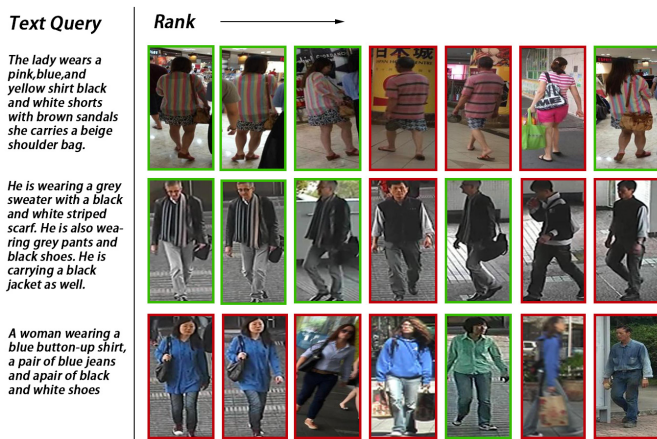 Text Query
Rank
The lady wears a
pink,blue,and
yellow shirt black
and white shorts
with brown sandals
she carries a beige
shoulder bag.
He is wearing a grey
sweater with a black
and white striped
scarf. He is also wea-
ring grey pants and
black shoes. He is
carrying a black
jacket as well.
A woman wearing a
blue button-up shirt,
a pair of blue jeans
and apair of black
and white shoes